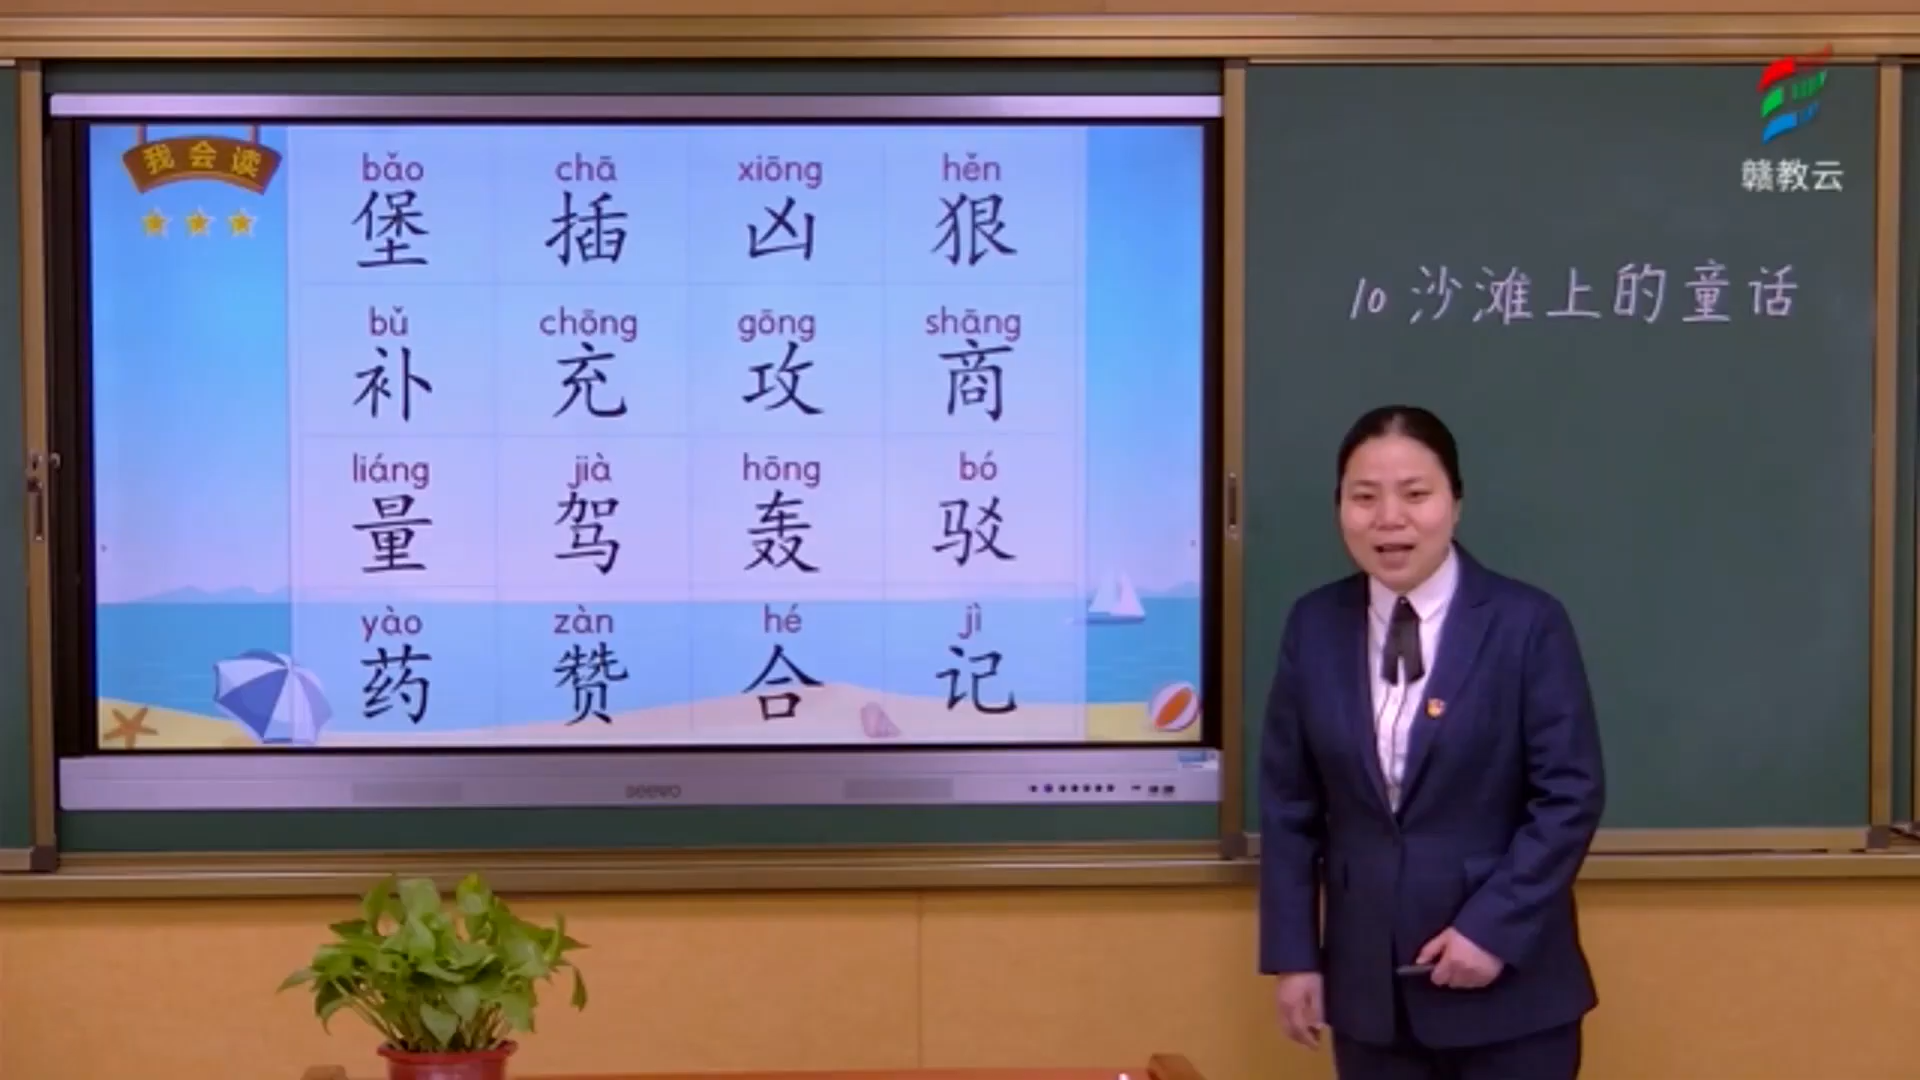 我会读
bǎo chā xiōng hěn
堡 插 凶 狠
bǔ chōng gōng shāng
补 充 攻 商
liáng jià hōng bó
量 驾 轰 驳
yào zàn hé jì
药 赞 合 记
seewo
赣教云
10 沙滩上的童话